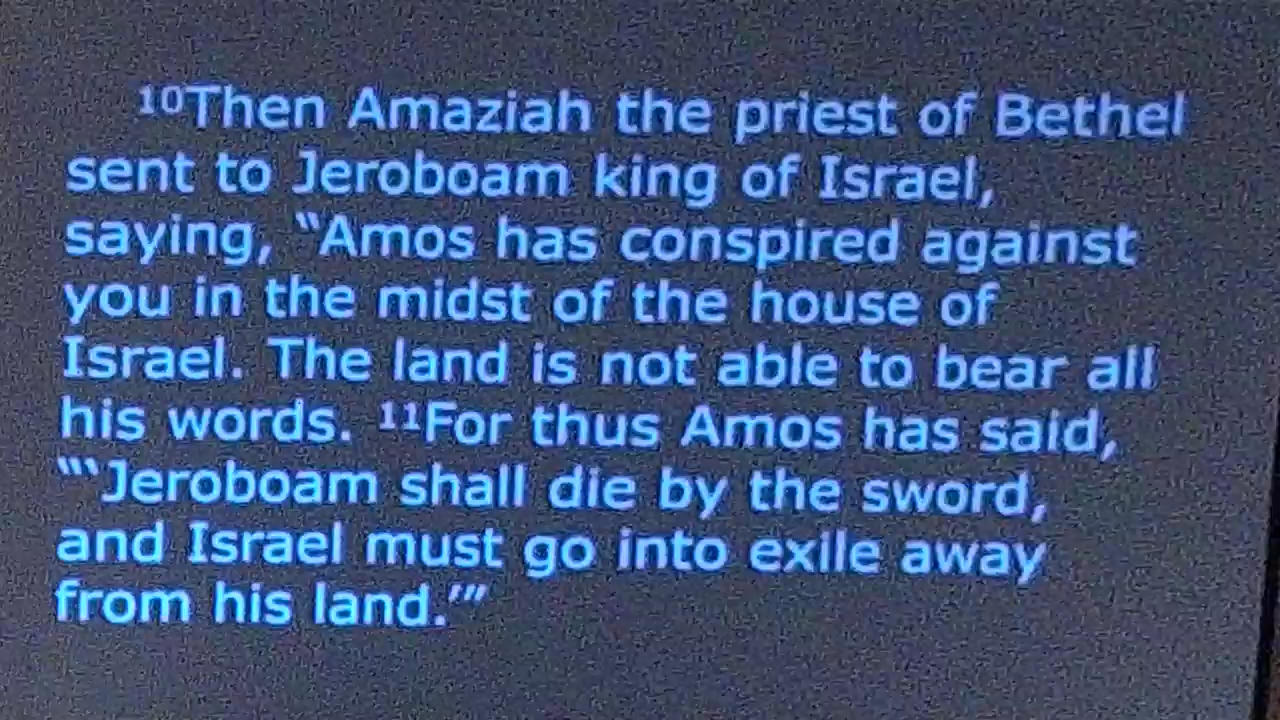 ¹⁰Then Amaziah the priest of Bethel
sent to Jeroboam king of Israel,
saying, “Amos has conspired against
you in the midst of the house of
Israel. The land is not able to bear all
his words. ¹¹For thus Amos has said,
“‘Jeroboam shall die by the sword,
and Israel must go into exile away
from his land.’”